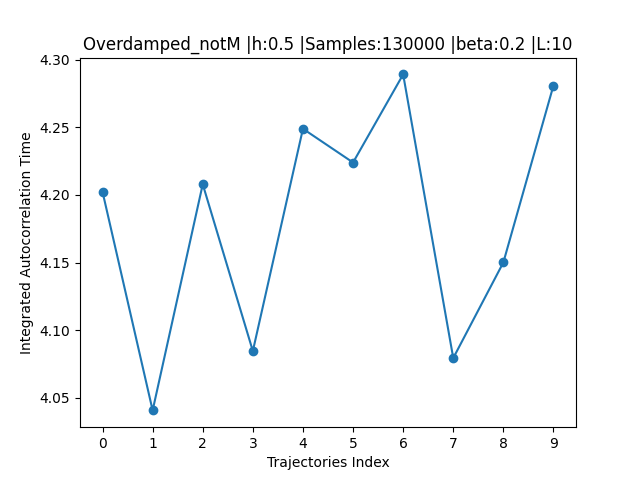 Overdamped_notM |h:0.5 |Samples:130000 |beta:0.2 |L:10
Integrated Autocorrelation Time
4.30
4.25
4.20
4.15
4.10
4.05
0 1 2 3 4 5 6 7 8 9
Trajectories Index